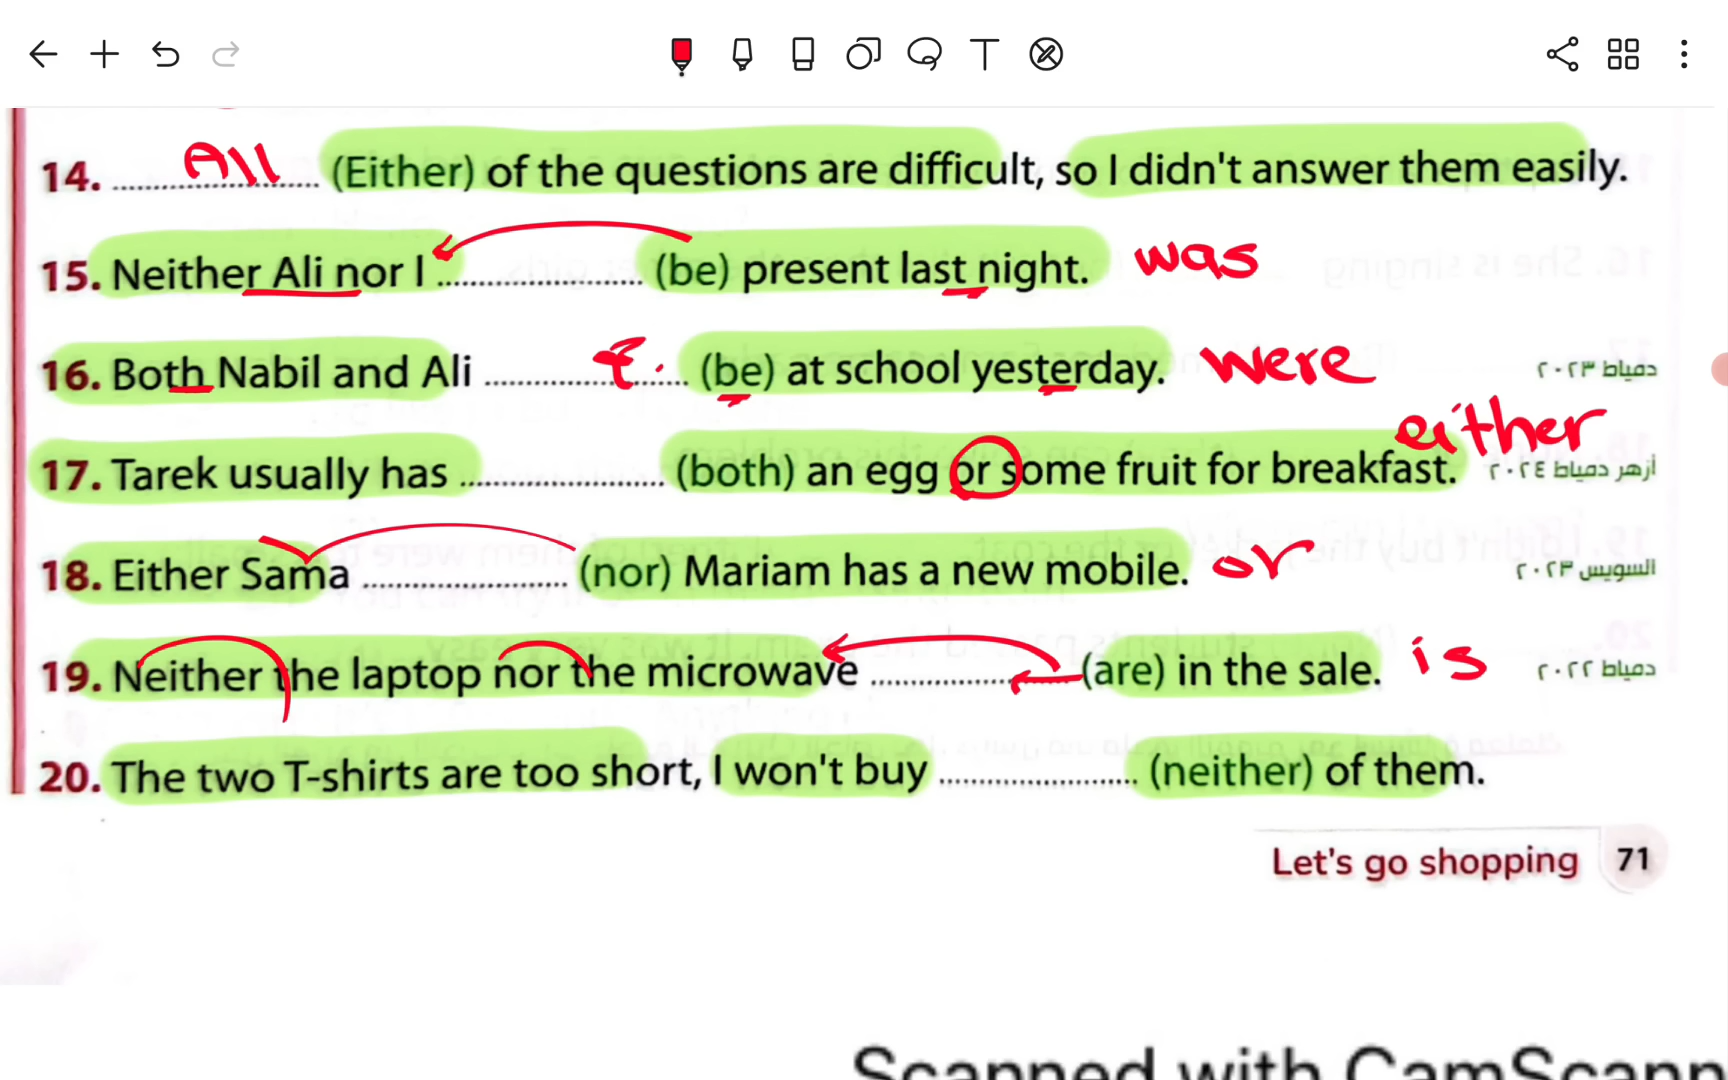 All
14. .................... (Either) of the questions are difficult, so I didn't answer them easily.
15. Neither Ali nor I .................... (be) present last night. was
16. Both Nabil and Ali .................... (be) at school yesterday. were دمياط ٢٠٢٣
either
17. Tarek usually has .................... (both) an egg or some fruit for breakfast. أزهر دمياط ٢٠٢٤
18. Either Sama .................... (nor) Mariam has a new mobile. or السويس ٢٠٢٣
19. Neither the laptop nor the microwave .................... (are) in the sale. is دمياط ٢٠٢٢
20. The two T-shirts are too short, I won't buy .................... (neither) of them.
Let's go shopping 71
Scanned with CamScann